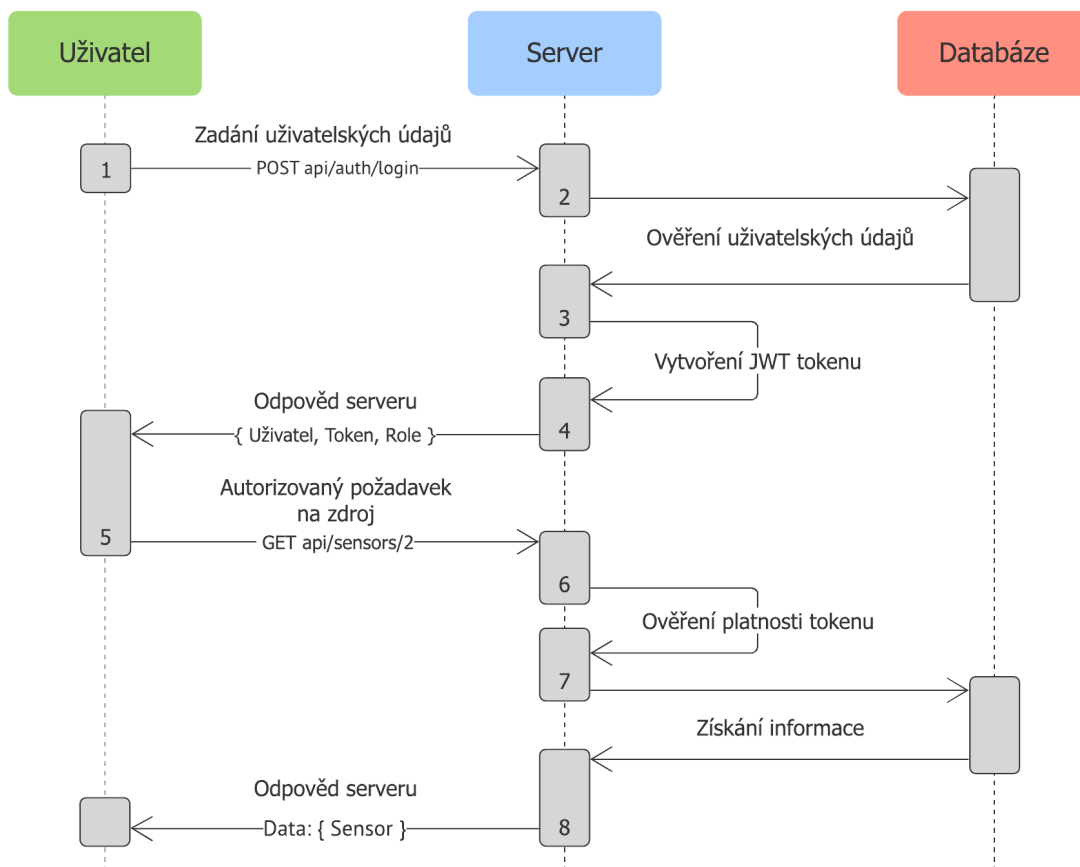 Uživatel
Server
Databáze
Zadání uživatelských údajů
1
POST api/auth/login
2
Ověření uživatelských údajů
3
Vytvoření JWT tokenu
Odpověd serveru
4
{ Uživatel, Token, Role }
Autorizovaný požadavek
na zdroj
5
GET api/sensors/2
6
Ověření platnosti tokenu
7
Získání informace
Odpověd serveru
Data: { Sensor }
8